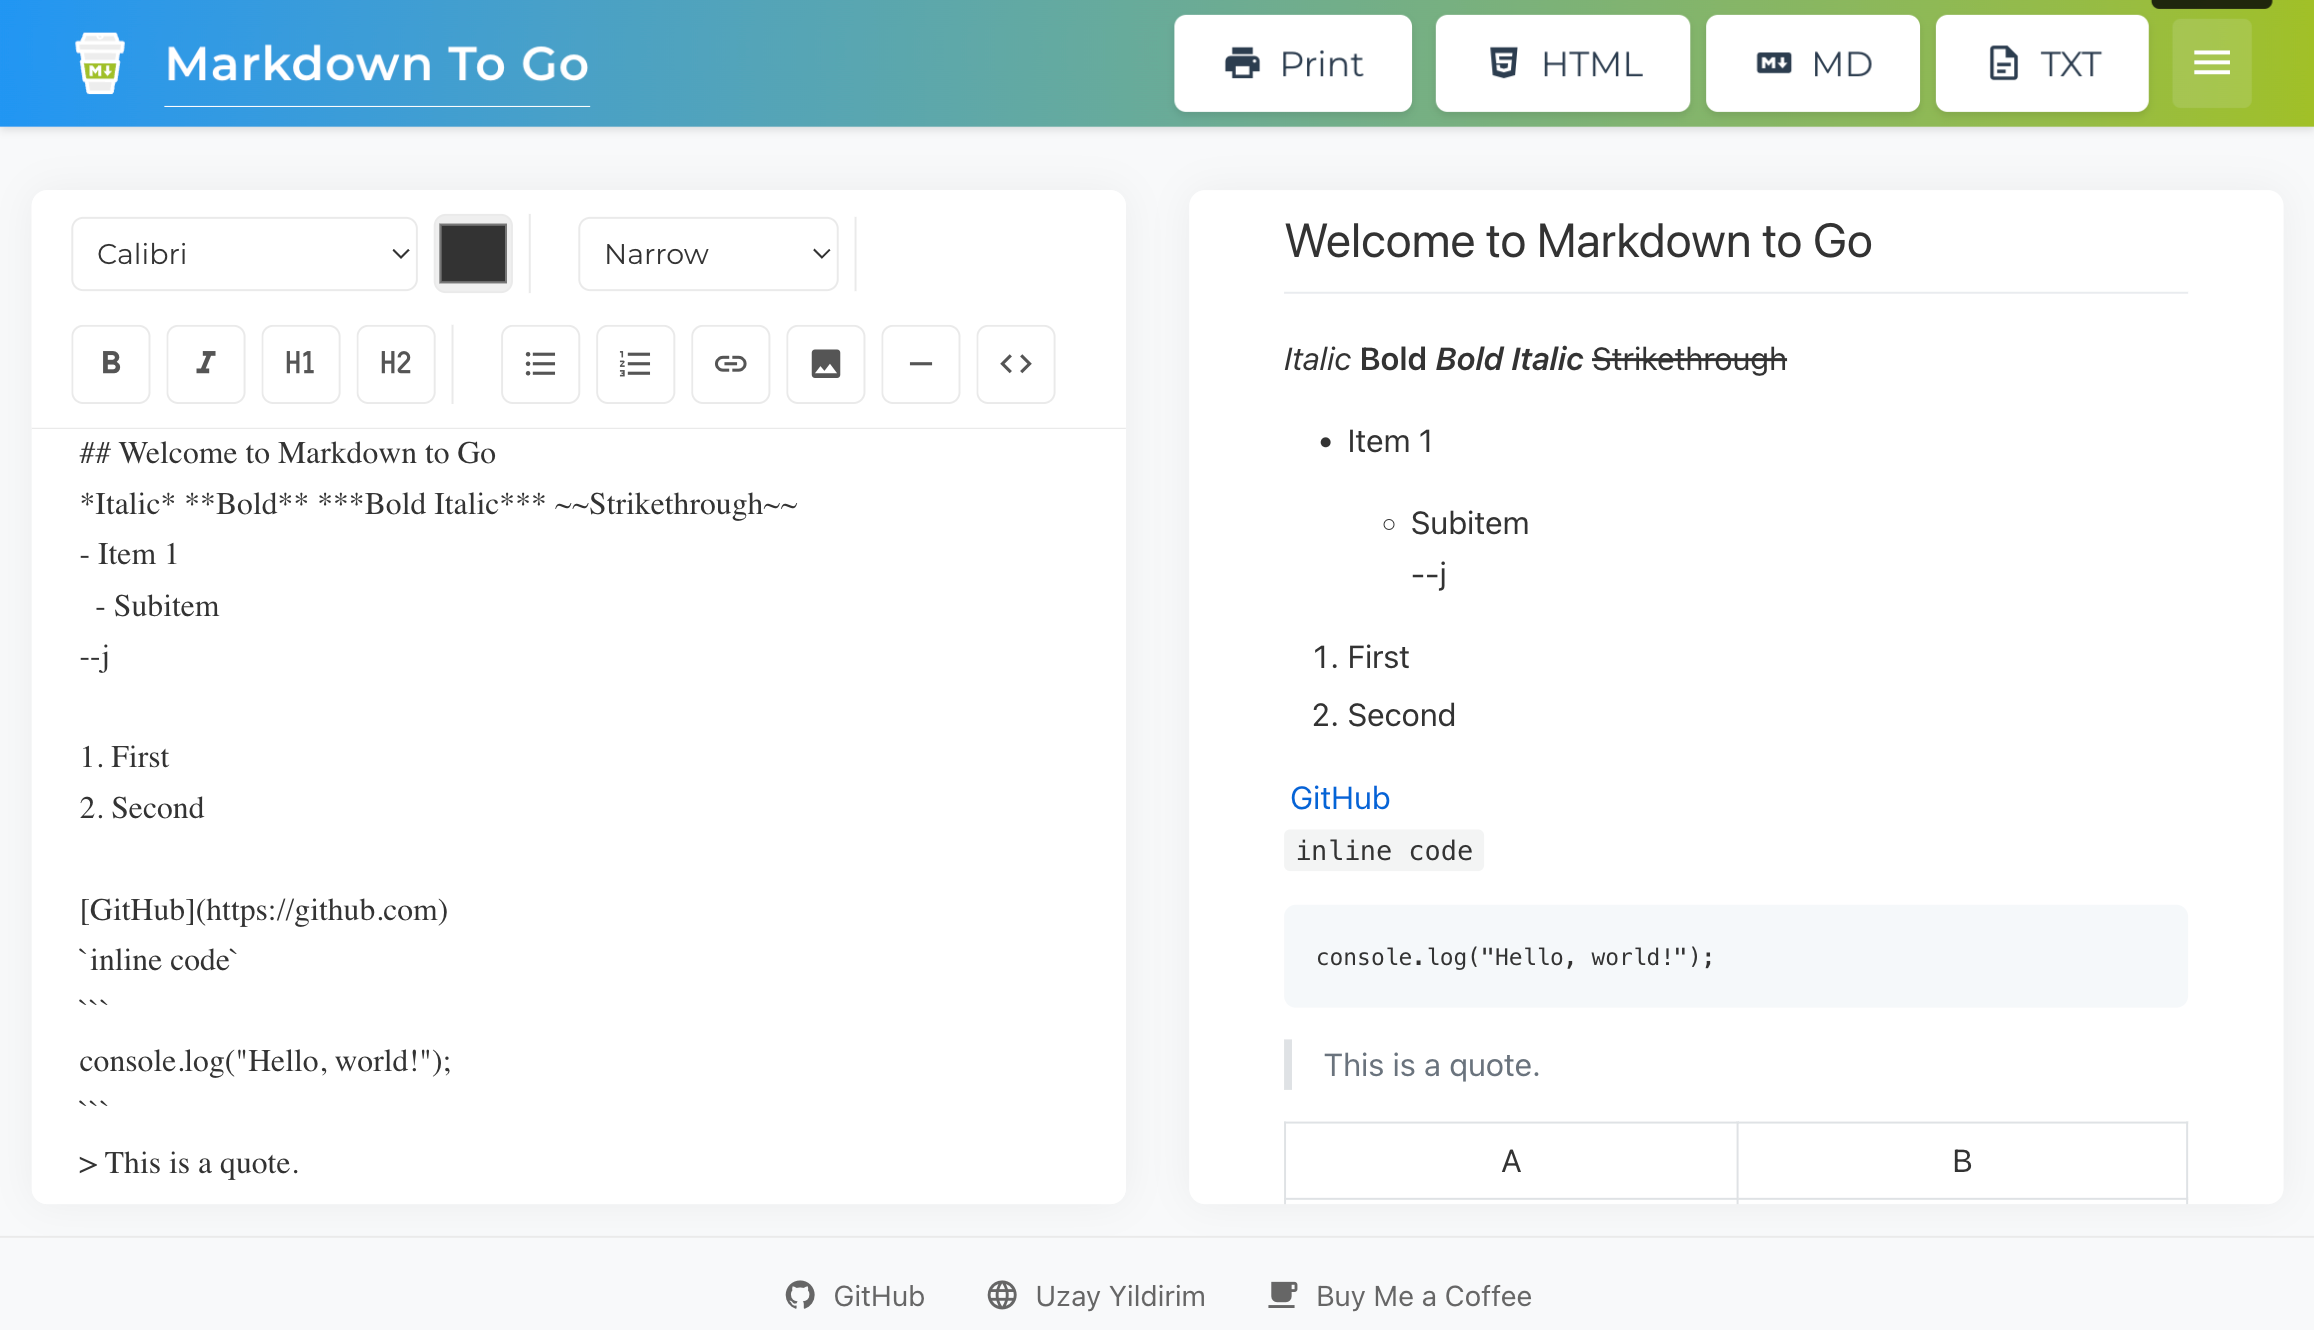 Markdown To Go
Print
HTML
MD
TXT
Calibri
Narrow
B
I
H1
H2
## Welcome to Markdown to Go
*Italic* **Bold** ***Bold Italic*** ~~Strikethrough~~
- Item 1
  - Subitem
--j
1. First
2. Second
[GitHub](https://github.com)
`inline code`
```
console.log("Hello, world!");
```
> This is a quote.
Welcome to Markdown to Go
Italic Bold Bold Italic Strikethrough
Item 1
Subitem
--j
1. First
2. Second
GitHub
inline code
console.log("Hello, world!");
This is a quote.
A B
GitHub
Uzay Yildirim
Buy Me a Coffee